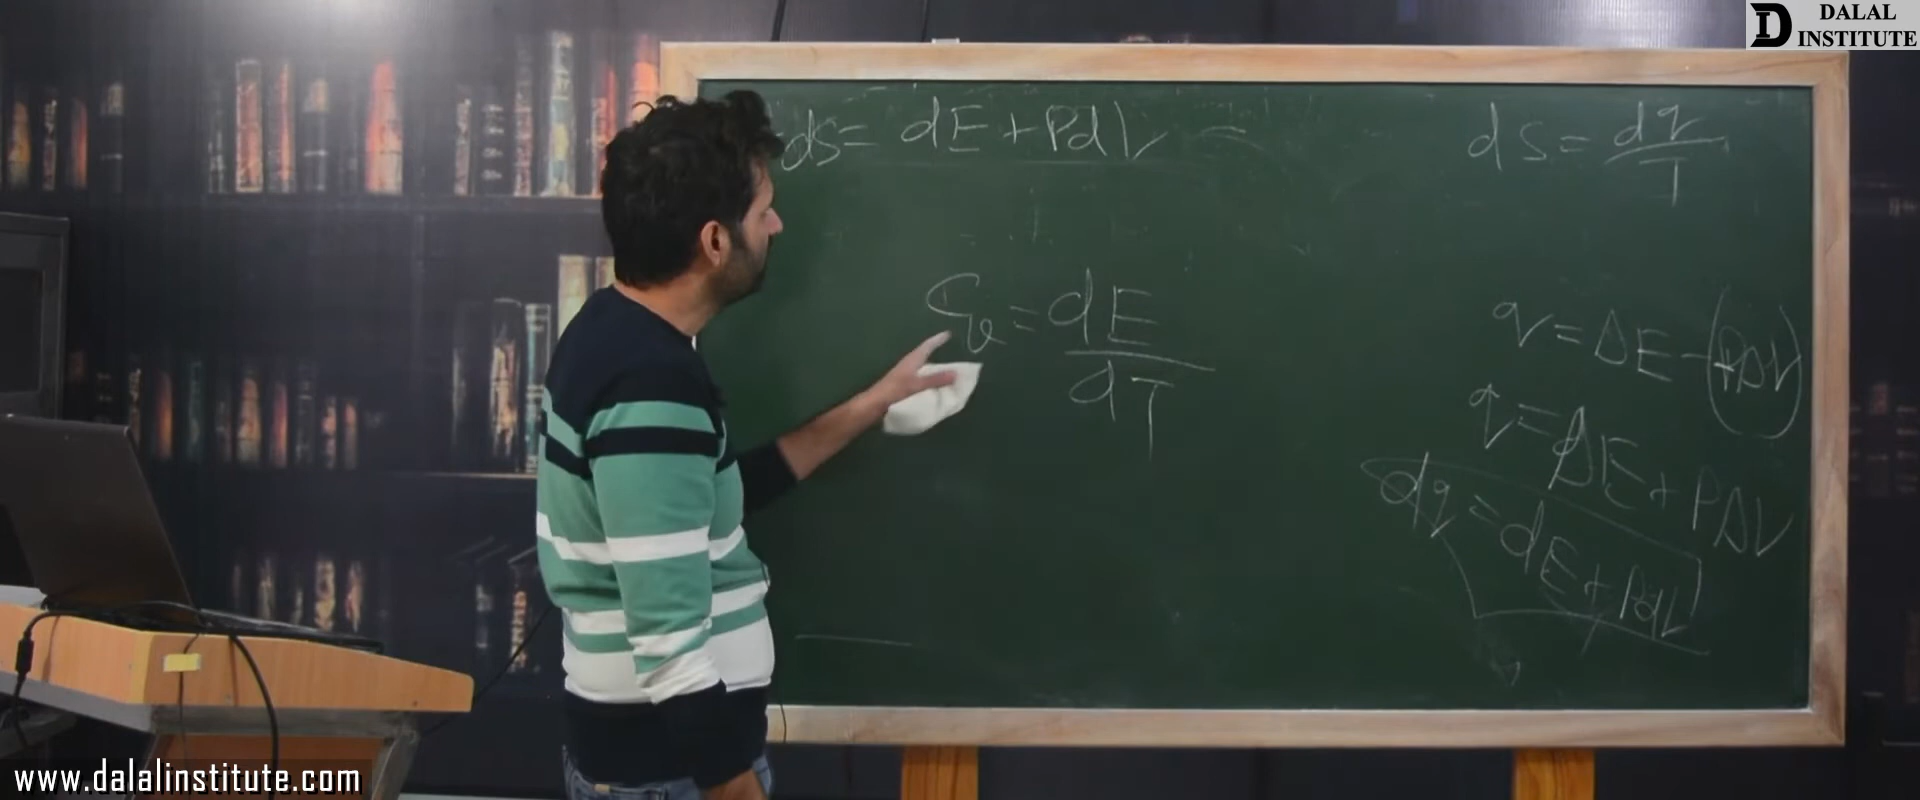 DALAL
INSTITUTE
dS = dE + PdV =
dS = dq/T
Cv = dE/dT
q = ΔE - (PΔV)
q = ΔE + PΔV
dq = dE + PdV
www.dalalinstitute.com